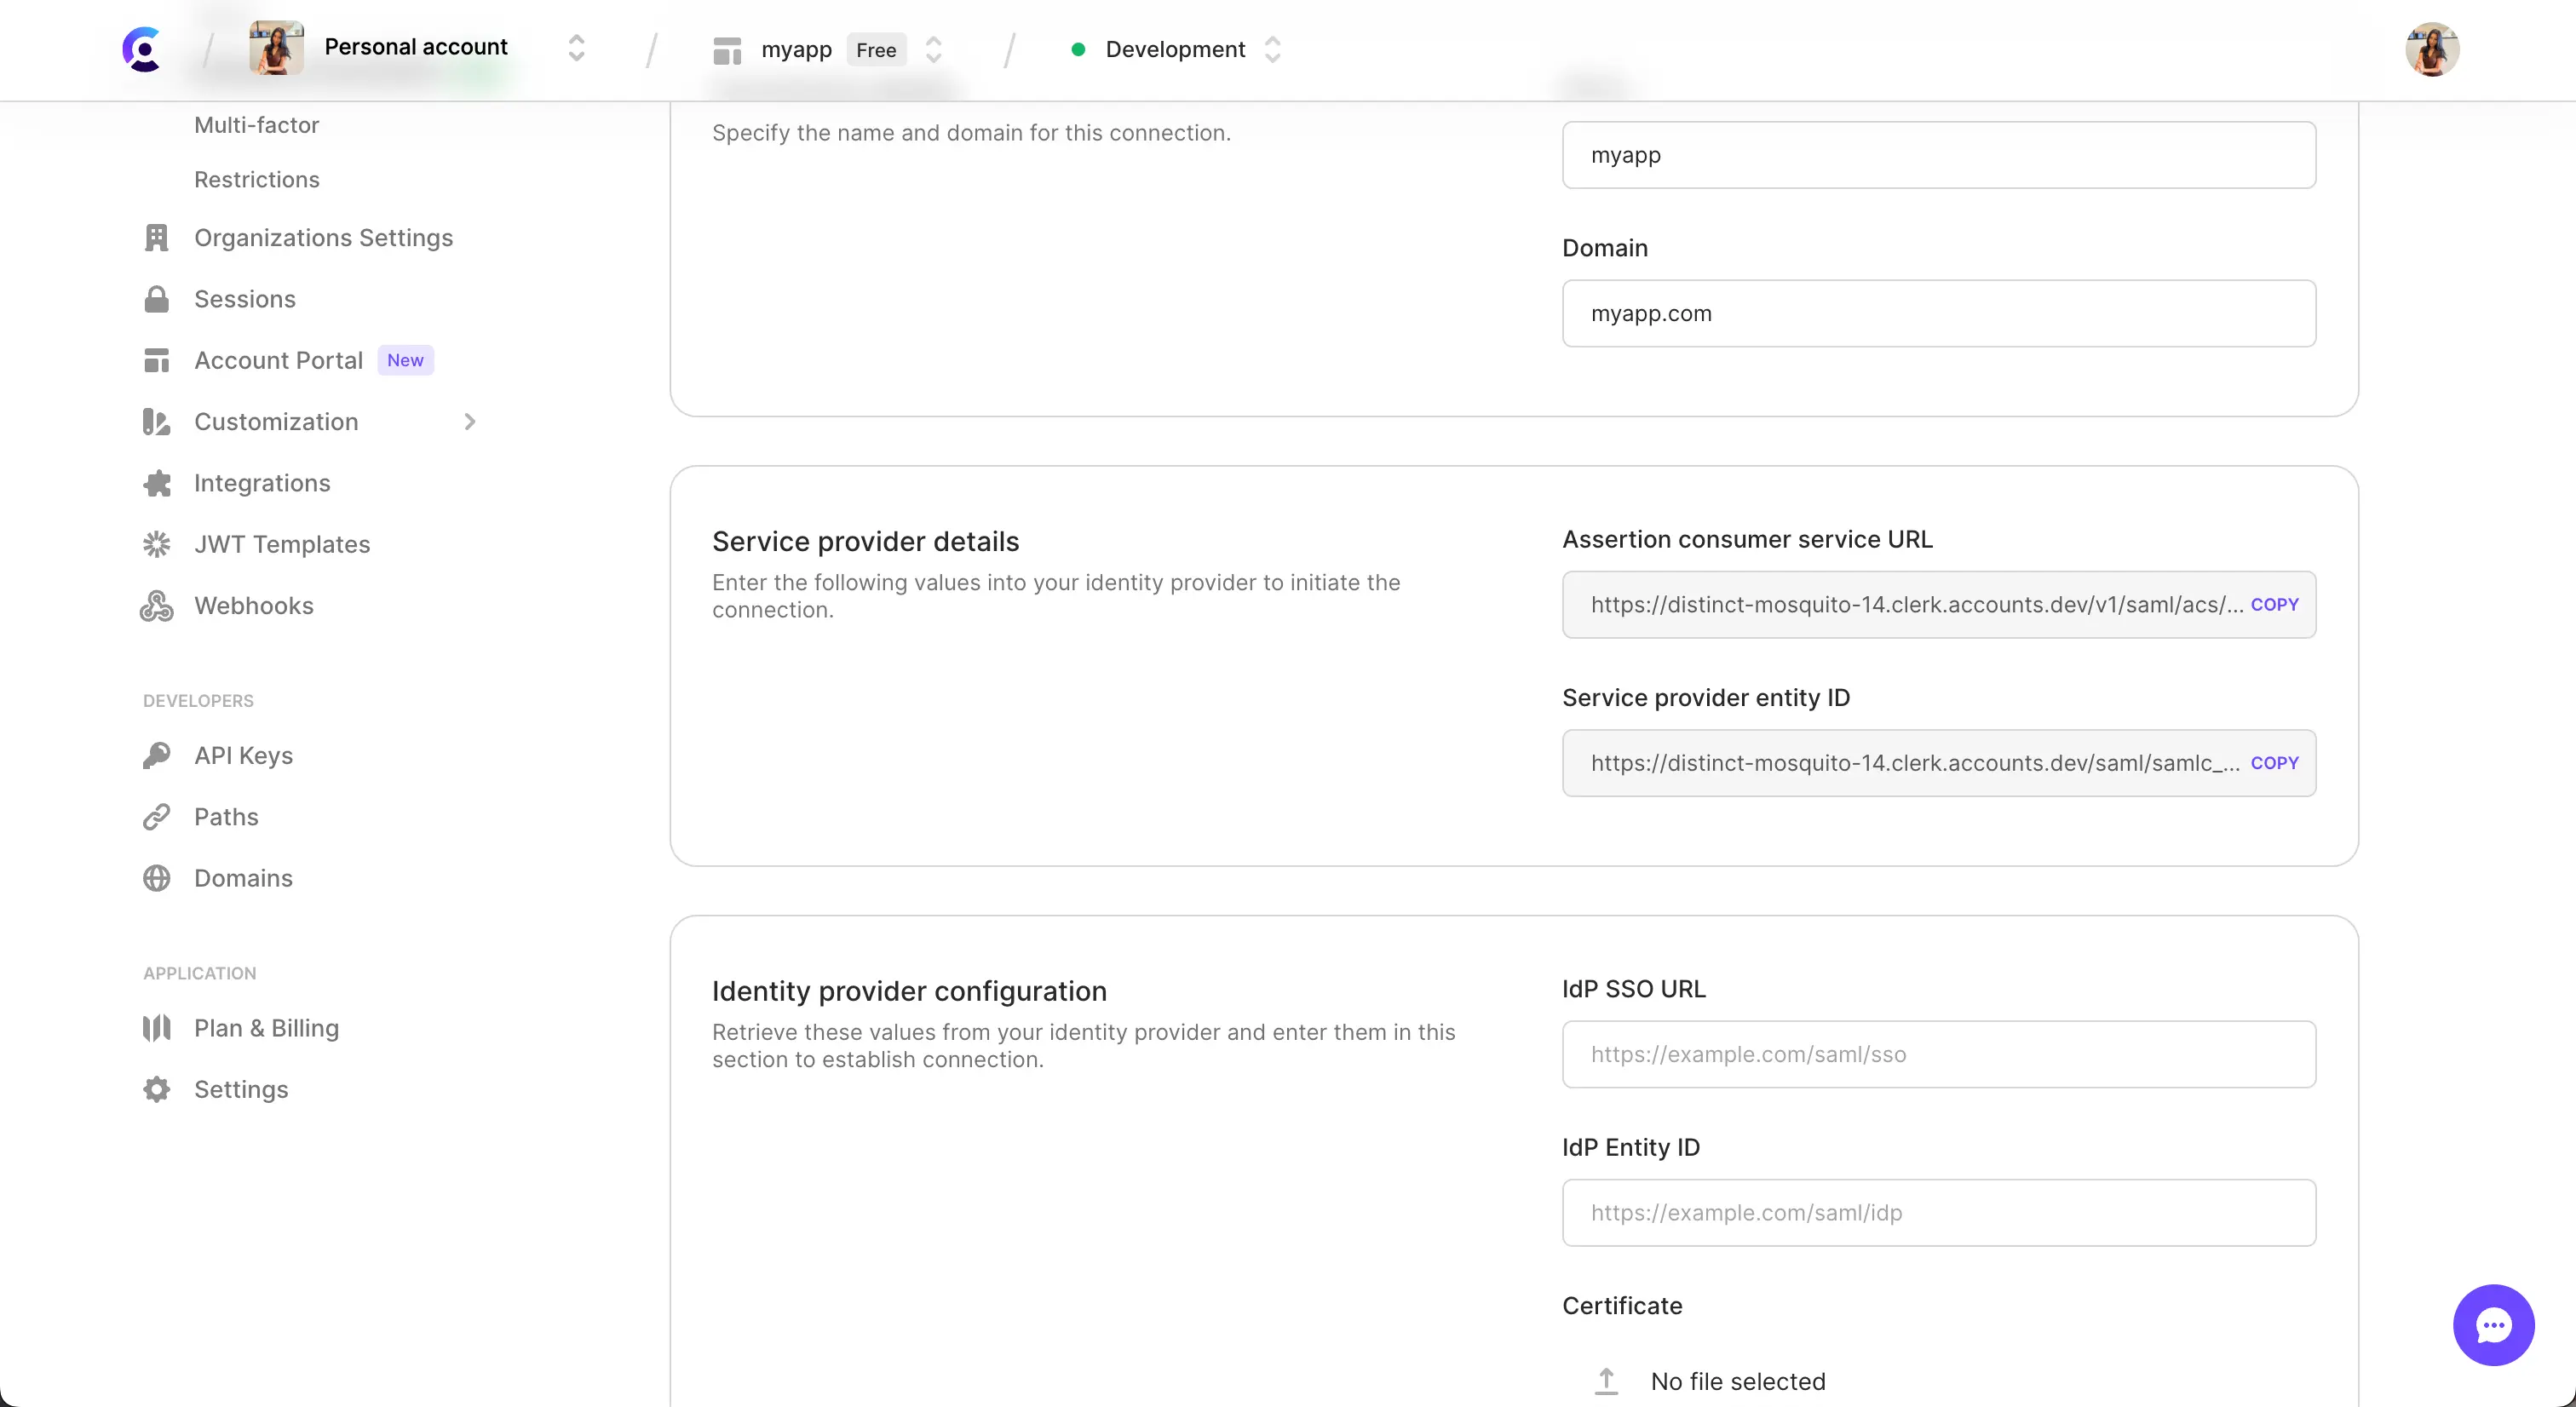 Personal account
myapp Free
Development
Multi-factor
Restrictions
Organizations Settings
Sessions
Account Portal New
Customization
Integrations
JWT Templates
Webhooks
DEVELOPERS
API Keys
Paths
Domains
APPLICATION
Plan & Billing
Settings
Specify the name and domain for this connection.
myapp
Domain
myapp.com
Service provider details
Enter the following values into your identity provider to initiate the
connection.
Assertion consumer service URL
https://distinct-mosquito-14.clerk.accounts.dev/v1/saml/acs/... COPY
Service provider entity ID
https://distinct-mosquito-14.clerk.accounts.dev/saml/samlc_... COPY
Identity provider configuration
Retrieve these values from your identity provider and enter them in this
section to establish connection.
IdP SSO URL
https://example.com/saml/sso
IdP Entity ID
https://example.com/saml/idp
Certificate
No file selected